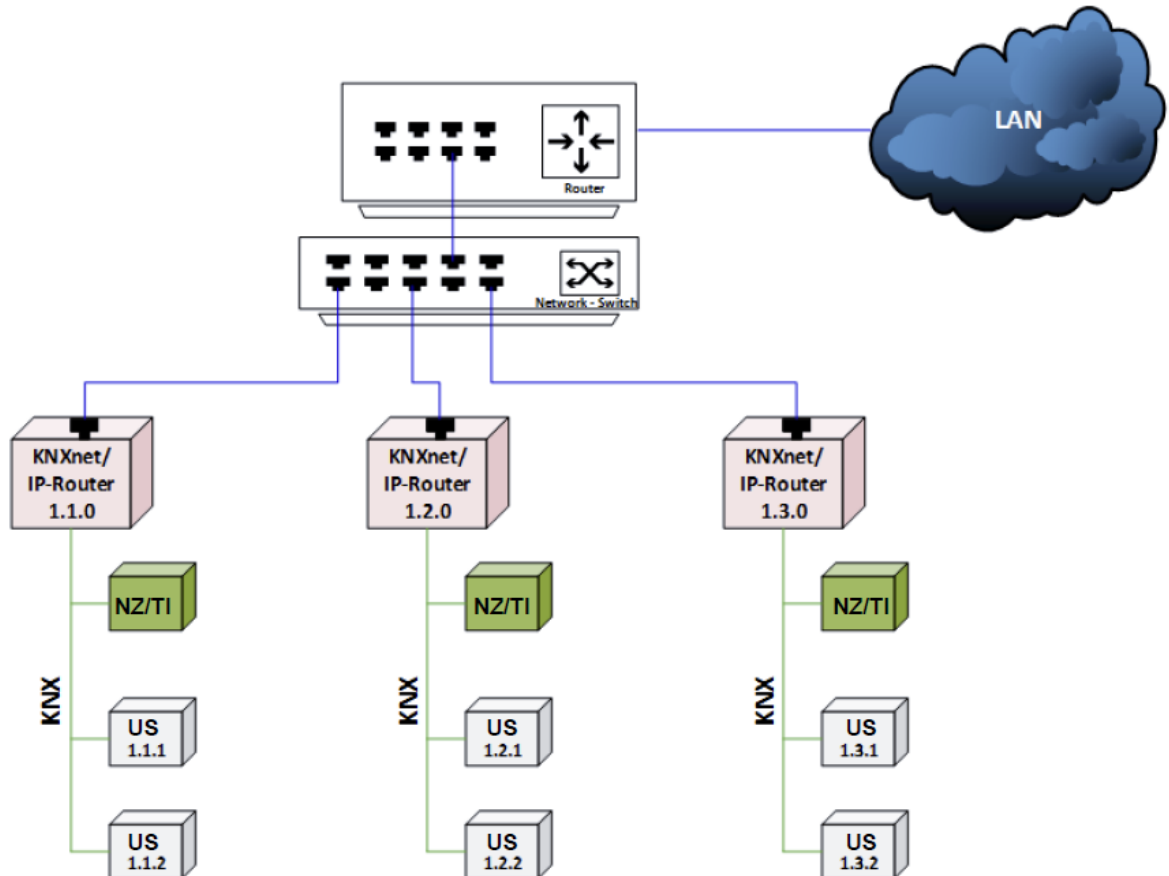 LAN
Router
Network - Switch
KNXnet/
IP-Router
1.1.0
KNXnet/
IP-Router
1.2.0
KNXnet/
IP-Router
1.3.0
NZ/TI
NZ/TI
NZ/TI
KNX
KNX
KNX
US
1.1.1
US
1.2.1
US
1.3.1
US
1.1.2
US
1.2.2
US
1.3.2